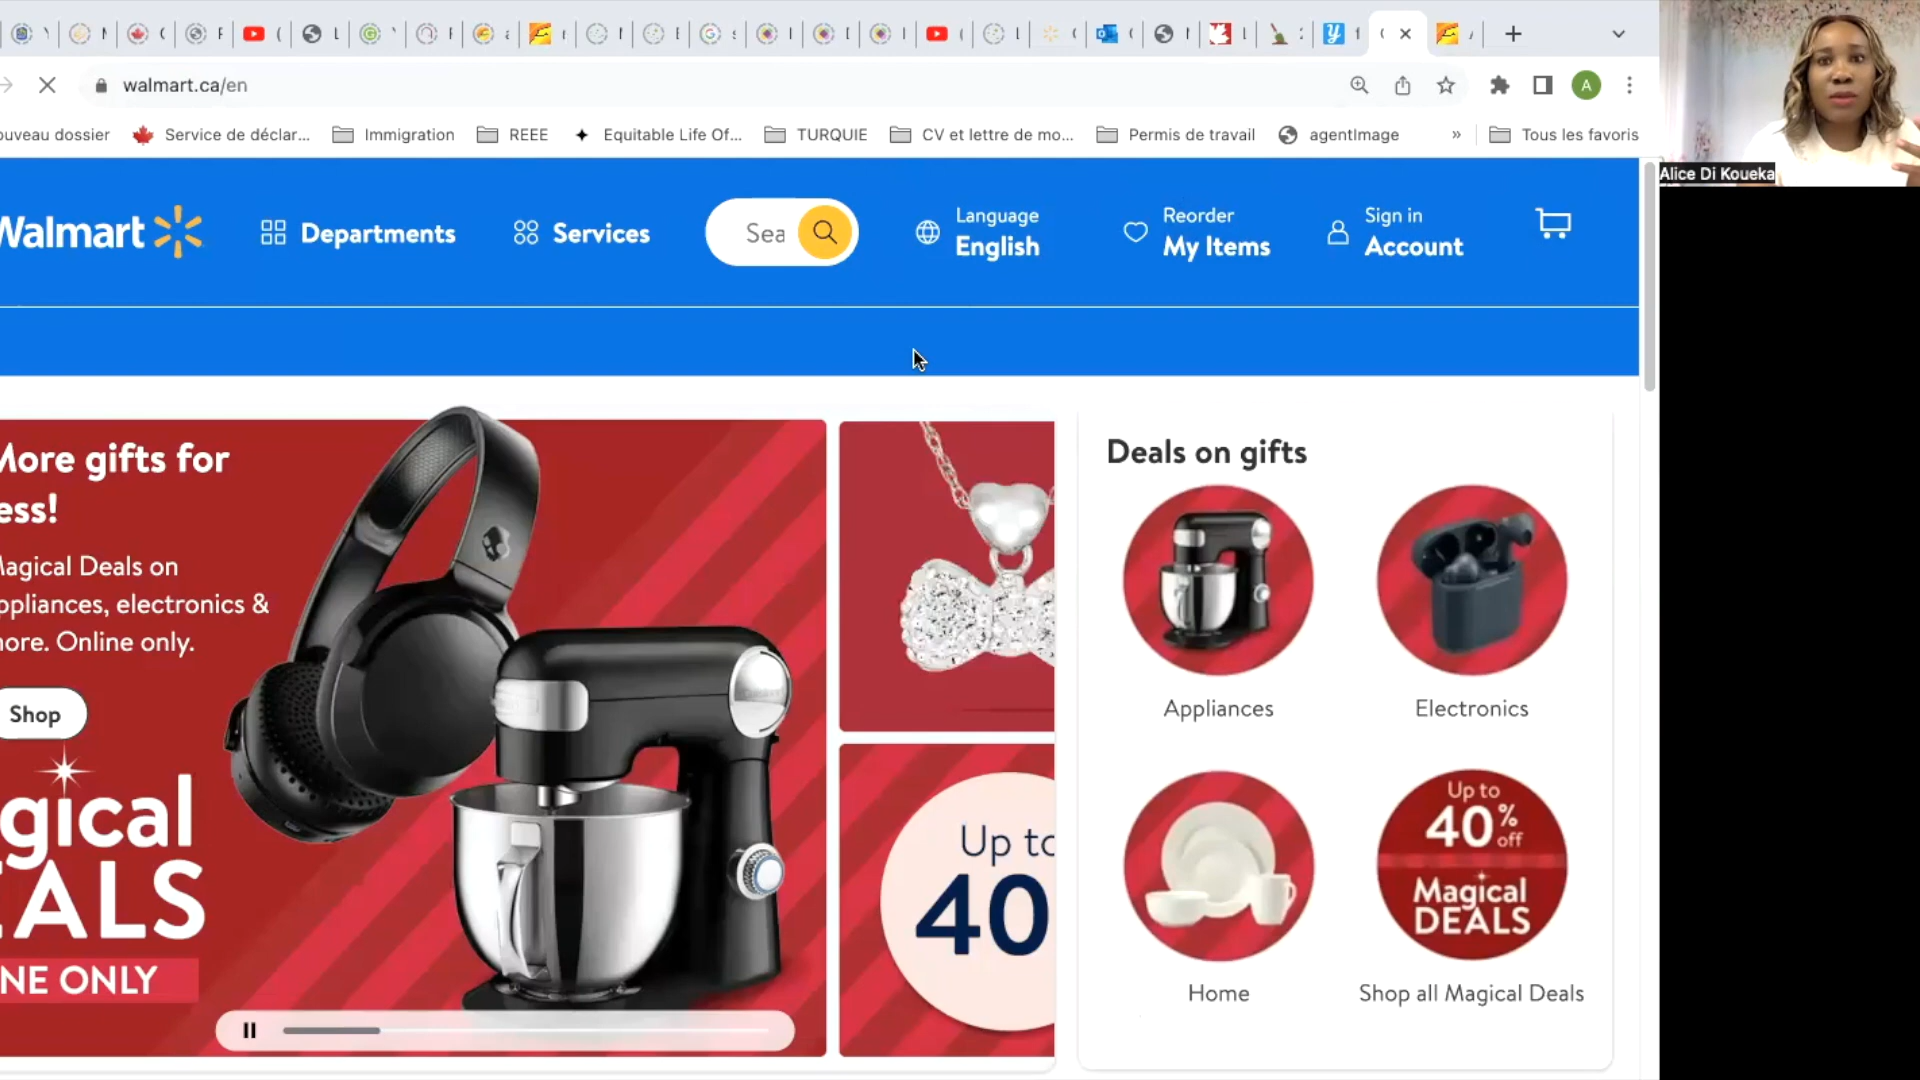 walmart.ca/en
ouveau dossier
Service de déclar...
Immigration
REEE
Equitable Life Of...
TURQUIE
CV et lettre de mo...
Permis de travail
agentImage
»
Tous les favoris
Alice Di Koueka
Walmart
Departments
Services
Sea
Language
English
Reorder
My Items
Sign in
Account
A
More gifts for
ess!
Magical Deals on
ppliances, electronics &
more. Online only.
Shop
gical
EALS
NE ONLY
Up to
40
Deals on gifts
Appliances
Electronics
Up to
40% off
Magical
DEALS
Home
Shop all Magical Deals